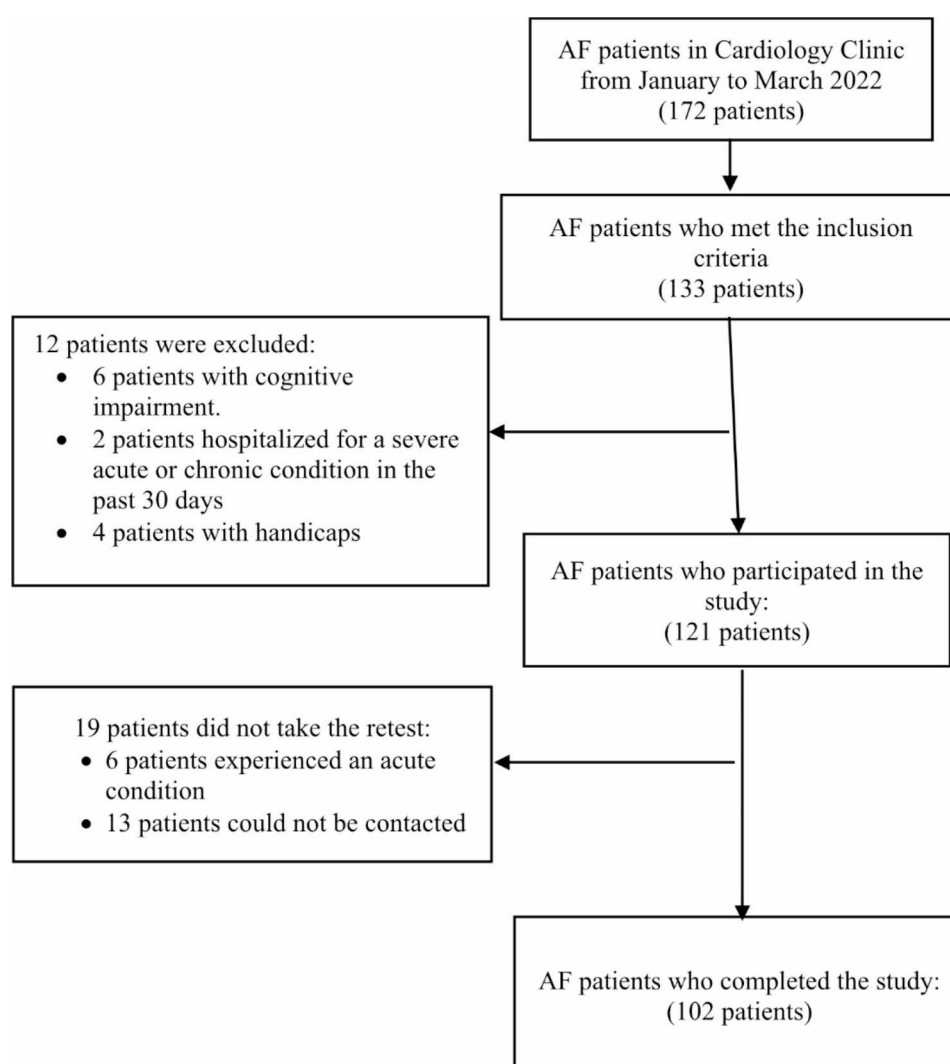 AF patients in Cardiology Clinic
from January to March 2022
(172 patients)
AF patients who met the inclusion
criteria
(133 patients)
12 patients were excluded:
• 6 patients with cognitive
impairment.
• 2 patients hospitalized for a severe
acute or chronic condition in the
past 30 days
• 4 patients with handicaps
AF patients who participated in the
study:
(121 patients)
19 patients did not take the retest:
• 6 patients experienced an acute
condition
• 13 patients could not be contacted
AF patients who completed the study:
(102 patients)